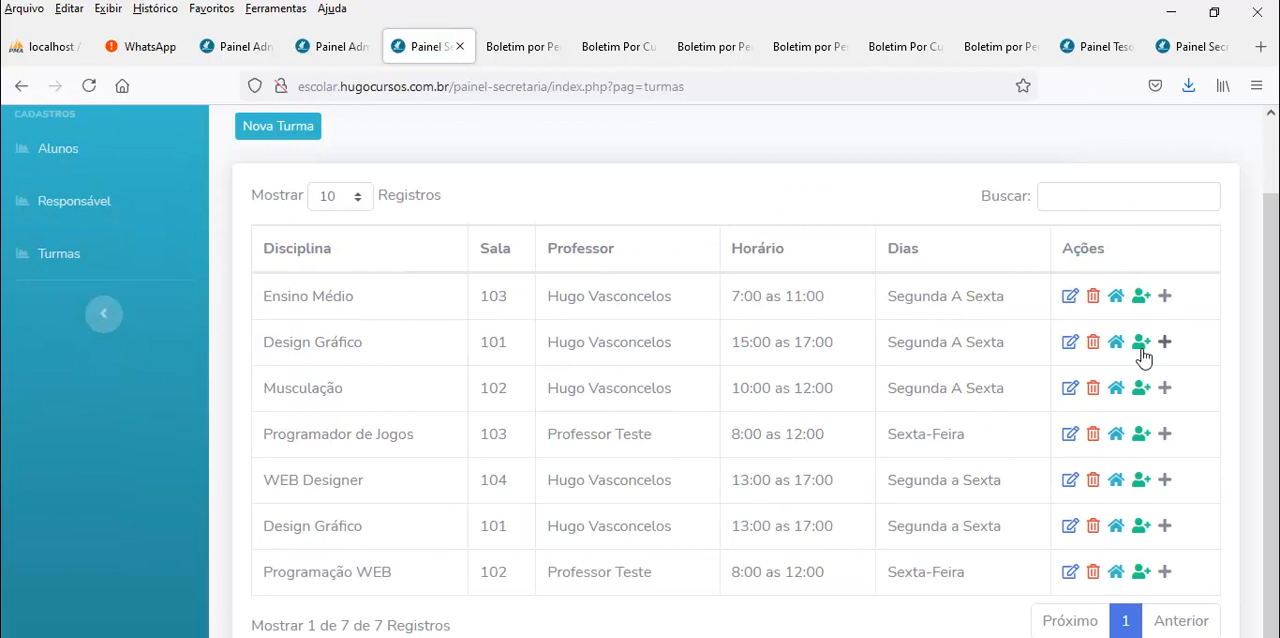 Arquivo Editar Exibir Histórico Favoritos Ferramentas Ajuda
localhost / WhatsApp Painel Adn Painel Adn Painel S Boletim por Pe Boletim Por Cu Boletim por Pe Boletim por Pe Boletim Por Cu Boletim por Pe Painel Teso Painel Secr
escolar.hugocursos.com.br/painel-secretaria/index.php?pag=turmas
CADASTROS
Alunos
Responsável
Turmas
Nova Turma
Mostrar 10 Registros Buscar:
Disciplina Sala Professor Horário Dias Ações
Ensino Médio 103 Hugo Vasconcelos 7:00 as 11:00 Segunda A Sexta
Design Gráfico 101 Hugo Vasconcelos 15:00 as 17:00 Segunda A Sexta
Musculação 102 Hugo Vasconcelos 10:00 as 12:00 Segunda A Sexta
Programador de Jogos 103 Professor Teste 8:00 as 12:00 Sexta-Feira
WEB Designer 104 Hugo Vasconcelos 13:00 as 17:00 Segunda a Sexta
Design Gráfico 101 Hugo Vasconcelos 13:00 as 17:00 Segunda a Sexta
Programação WEB 102 Professor Teste 8:00 as 12:00 Sexta-Feira
Mostrar 1 de 7 de 7 Registros Próximo 1 Anterior